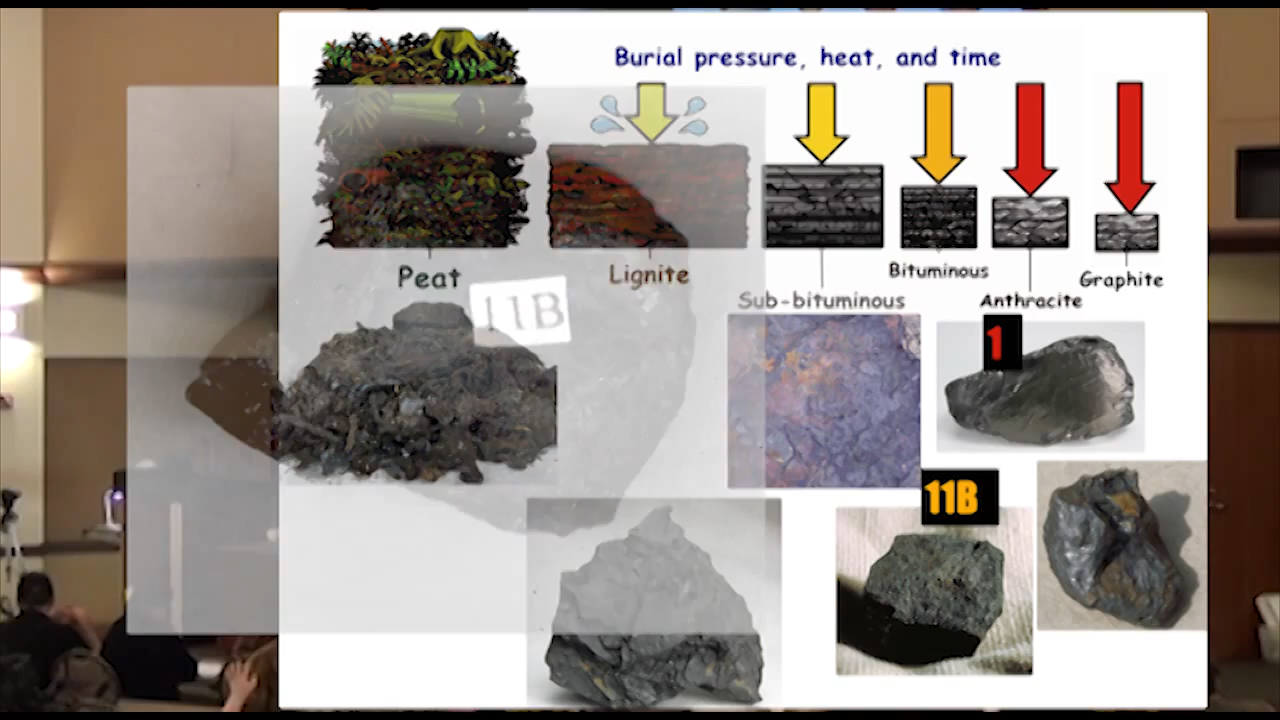 Burial pressure, heat, and time
Peat
Lignite
Sub-bituminous
Bituminous
Anthracite
Graphite
11B
1
11B